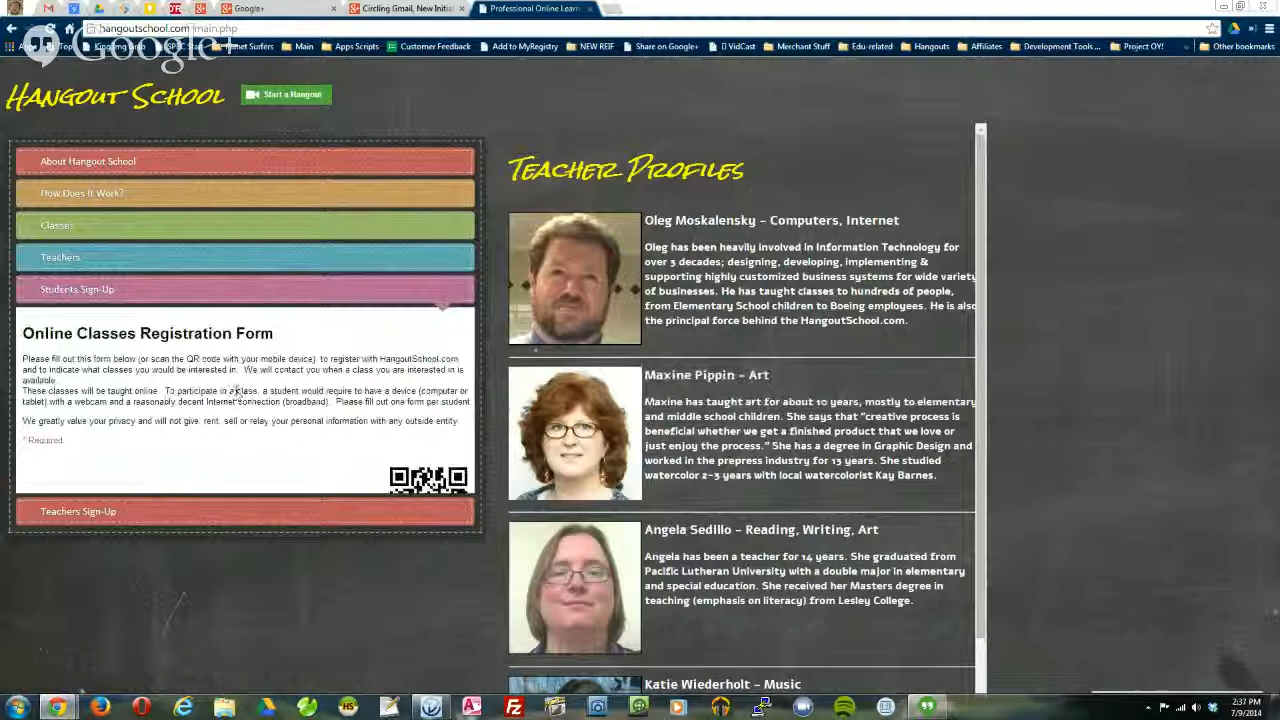 Google+
Circling Gmail, New Initia
Professional Online Learn
hangoutschool.com/main.php
Apps
Main
Apps Scripts
Customer Feedback
Add to MyRegistry
NEW REIF
Share on Google+
VidCast
Merchant Stuff
Edu-related
Hangouts
Affiliates
Development Tools ...
Project OY!
Other bookmarks
Google+
Hangout School
Start a Hangout
About Hangout School
How Does It Work?
Classes
Teachers
Students Sign-Up
Online Classes Registration Form
Please fill out this form below (or scan the QR code with your mobile device), to register with HangoutSchool.com
and to indicate what classes you would be interested in. We will contact you when a class you are interested in is
available.
These classes will be taught online. To participate in a class, a student would require to have a device (computer or
tablet) with a webcam and a reasonably decent Internet connection (broadband). Please fill out one form per student
We greatly value your privacy and will not give, rent, sell or relay your personal information with any outside entity.
* Required
Teachers Sign-Up
Teacher Profiles
Oleg Moskalensky - Computers, Internet
Oleg has been heavily involved in Information Technology for
over 3 decades; designing, developing, implementing &
supporting highly customized business systems for wide variety
of businesses. He has taught classes to hundreds of people,
from Elementary School children to Boeing employees. He is also
the principal force behind the HangoutSchool.com.
Maxine Pippin - Art
Maxine has taught art for about 10 years, mostly to elementary
and middle school children. She says that "creative process is
beneficial whether we get a finished product that we love or
just enjoy the process." She has a degree in Graphic Design and
worked in the prepress industry for 13 years. She studied
watercolor 2-3 years with local watercolorist Kay Barnes.
Angela Sedillo - Reading, Writing, Art
Angela has been a teacher for 14 years. She graduated from
Pacific Lutheran University with a double major in elementary
and special education. She received her Masters degree in
teaching (emphasis on literacy) from Lesley College.
Katie Wiederholt - Music
2:37 PM
7/9/2014